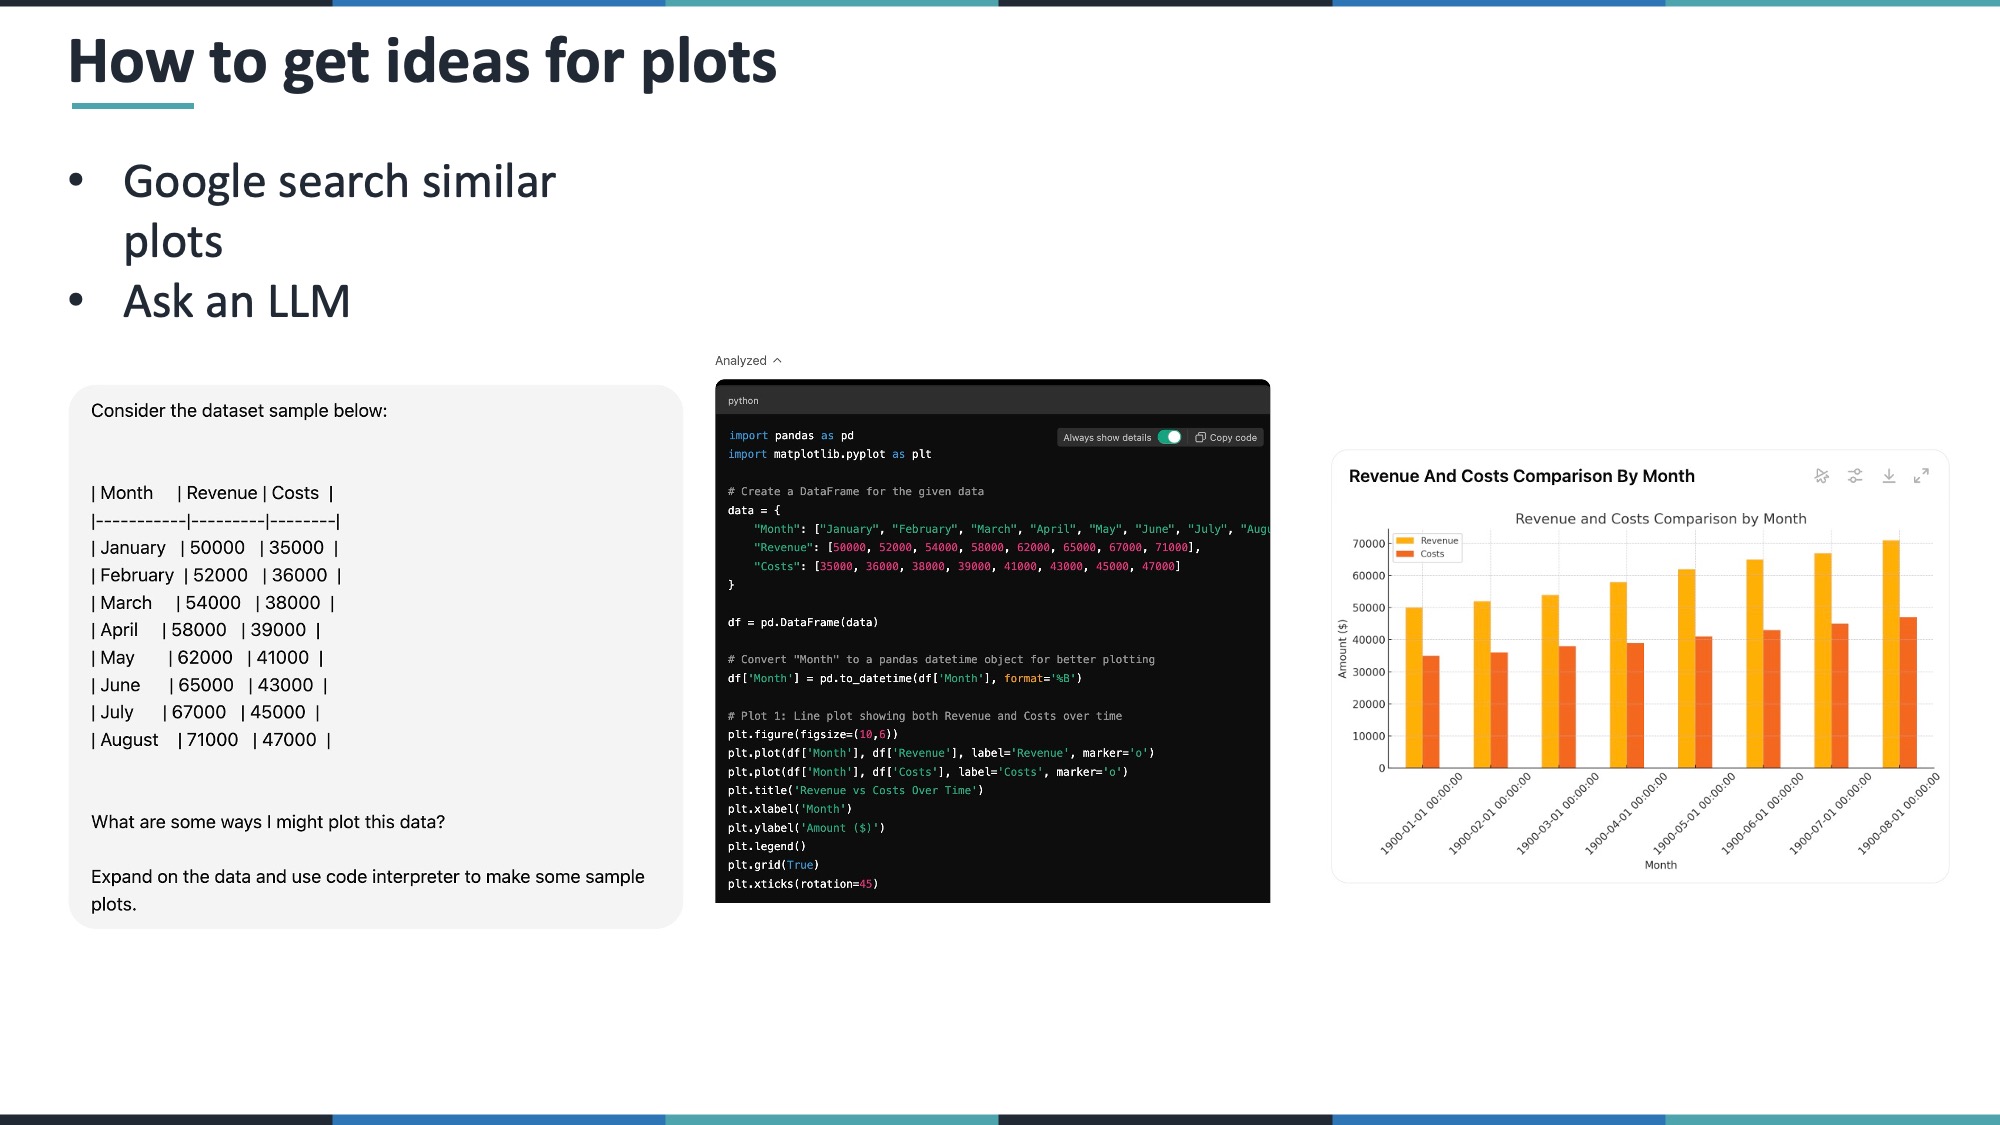 How to get ideas for plots
• Google search similar
plots
• Ask an LLM
Consider the dataset sample below:
| Month | Revenue | Costs |
|-----------|---------|--------|
| January | 50000 | 35000 |
| February | 52000 | 36000 |
| March | 54000 | 38000 |
| April | 58000 | 39000 |
| May | 62000 | 41000 |
| June | 65000 | 43000 |
| July | 67000 | 45000 |
| August | 71000 | 47000 |
What are some ways I might plot this data?
Expand on the data and use code interpreter to make some sample
plots.
Analyzed
python
Always show details Copy code
import pandas as pd
import matplotlib.pyplot as plt
# Create a DataFrame for the given data
data = {
"Month": ["January", "February", "March", "April", "May", "June", "July", "Augu
"Revenue": [50000, 52000, 54000, 58000, 62000, 65000, 67000, 71000],
"Costs": [35000, 36000, 38000, 39000, 41000, 43000, 45000, 47000]
}
df = pd.DataFrame(data)
# Convert "Month" to a pandas datetime object for better plotting
df['Month'] = pd.to_datetime(df['Month'], format='%B')
# Plot 1: Line plot showing both Revenue and Costs over time
plt.figure(figsize=(10,6))
plt.plot(df['Month'], df['Revenue'], label='Revenue', marker='o')
plt.plot(df['Month'], df['Costs'], label='Costs', marker='o')
plt.title('Revenue vs Costs Over Time')
plt.xlabel('Month')
plt.ylabel('Amount ($)')
plt.legend()
plt.grid(True)
plt.xticks(rotation=45)
Revenue And Costs Comparison By Month
Revenue and Costs Comparison by Month
Revenue
Costs
Amount ($)
70000
60000
50000
40000
30000
20000
10000
0
1900-01-01 00:00:00
1900-02-01 00:00:00
1900-03-01 00:00:00
1900-04-01 00:00:00
1900-05-01 00:00:00
1900-06-01 00:00:00
1900-07-01 00:00:00
1900-08-01 00:00:00
Month